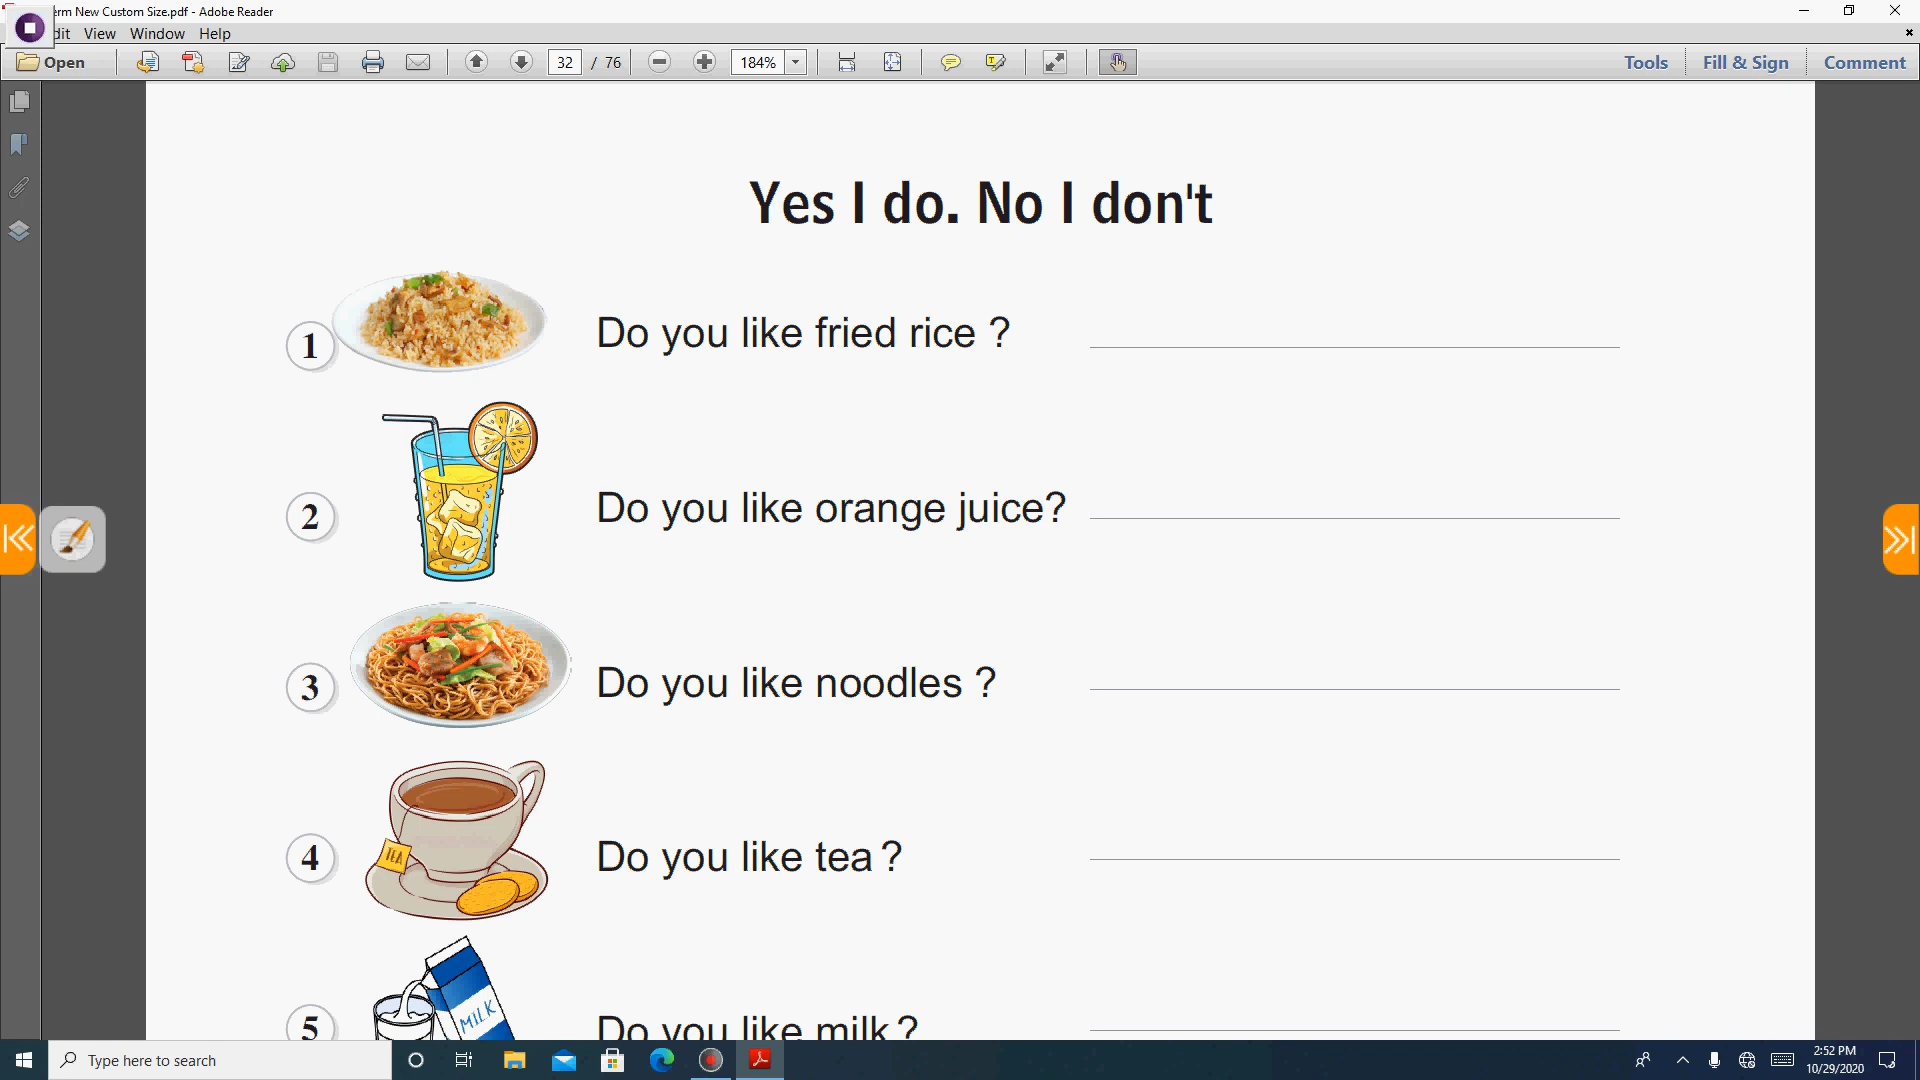 erm New Custom Size.pdf - Adobe Reader
dit View Window Help
Open 32 / 76 184% Tools Fill & Sign Comment
Yes I do. No I don't
1 Do you like fried rice ?
2 Do you like orange juice?
3 Do you like noodles ?
TEA
4 Do you like tea ?
MILK
5 Do you like milk ?
Type here to search
2:52 PM
10/29/2020